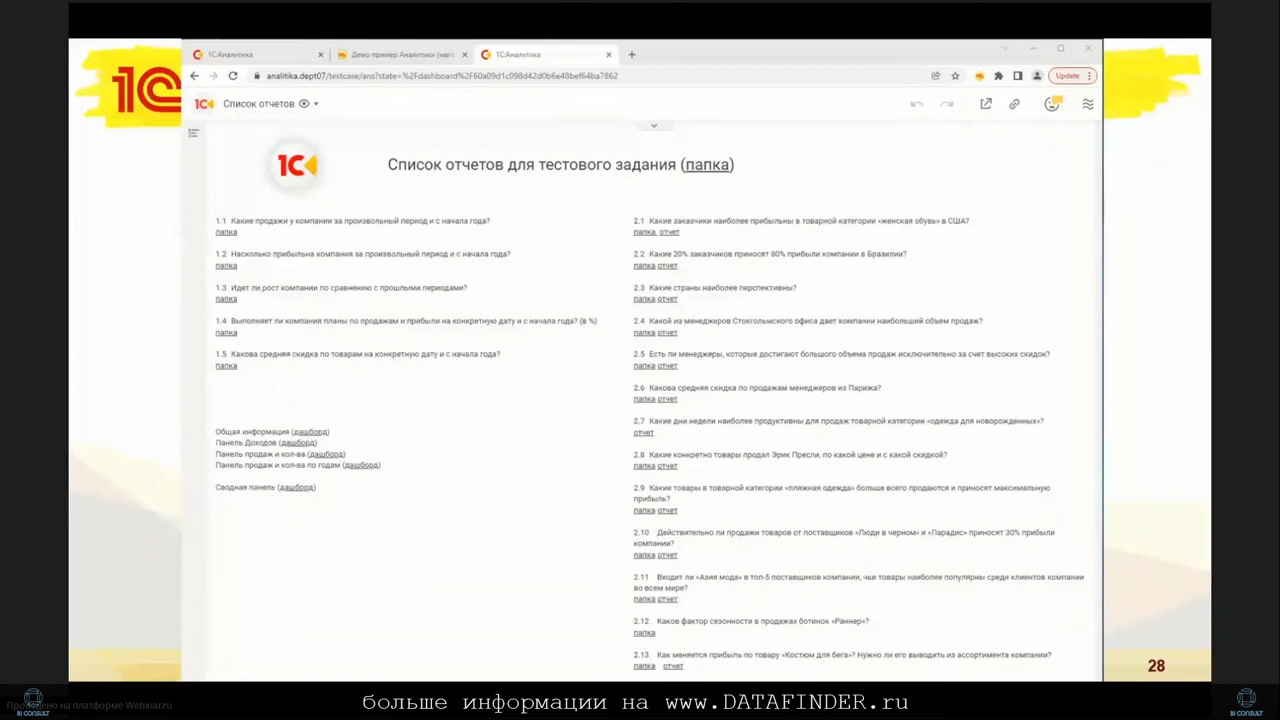 1С:Аналитика
Демо пример Аналитики (мага
1С:Аналитика
analitika.dept07/testcase/ans?state=%2Fdashboard%2F60a09d1c098d42d0b6e48bef64ba7862
Update
1С
Список отчетов
1С
Список отчетов для тестового задания (папка)
1.1 Какие продажи у компании за произвольный период и с начала года?
папка
1.2 Насколько прибыльна компания за произвольный период и с начала года?
папка
1.3 Идет ли рост компании по сравнению с прошлыми периодами?
папка
1.4 Выполняет ли компания планы по продажам и прибыли на конкретную дату и с начала года? (в %)
папка
1.5 Какова средняя скидка по товарам на конкретную дату и с начала года?
папка
Общая информация (дашборд)
Панель Доходов (дашборд)
Панель продаж и кол-ва (дашборд)
Панель продаж и кол-ва по годам (дашборд)
Сводная панель (дашборд)
2.1 Какие заказчики наиболее прибыльны в товарной категории «женская обувь» в США?
папка, отчет
2.2 Какие 20% заказчиков приносят 80% прибыли компании в Бразилии?
папка отчет
2.3 Какие страны наиболее перспективны?
папка отчет
2.4 Какой из менеджеров Стокгольмского офиса дает компании наибольший объем продаж?
папка отчет
2.5 Есть ли менеджеры, которые достигают большого объема продаж исключительно за счет высоких скидок?
папка отчет
2.6 Какова средняя скидка по продажам менеджеров из Парижа?
папка отчет
2.7 Какие дни недели наиболее продуктивны для продаж товарной категории «одежда для новорожденных»?
отчет
2.8 Какие конкретно товары продал Эрик Пресли, по какой цене и с какой скидкой?
папка отчет
2.9 Какие товары в товарной категории «пляжная одежда» больше всего продаются и приносят максимальную
прибыль?
папка отчет
2.10 Действительно ли продажи товаров от поставщиков «Люди в черном» и «Парадис» приносят 30% прибыли
компании?
папка отчет
2.11 Входит ли «Азия мода» в топ-5 поставщиков компании, чьи товары наиболее популярны среди клиентов компании
во всем мире?
папка отчет
2.12 Каков фактор сезонности в продажах ботинок «Раннер»?
папка
2.13 Как меняется прибыль по товару «Костюм для бега»? Нужно ли его выводить из ассортимента компании?
папка отчет
28
Проведено на платформе Webinar.ru
BI CONSULT
больше информации на www.DATAFINDER.ru
BI CONSULT